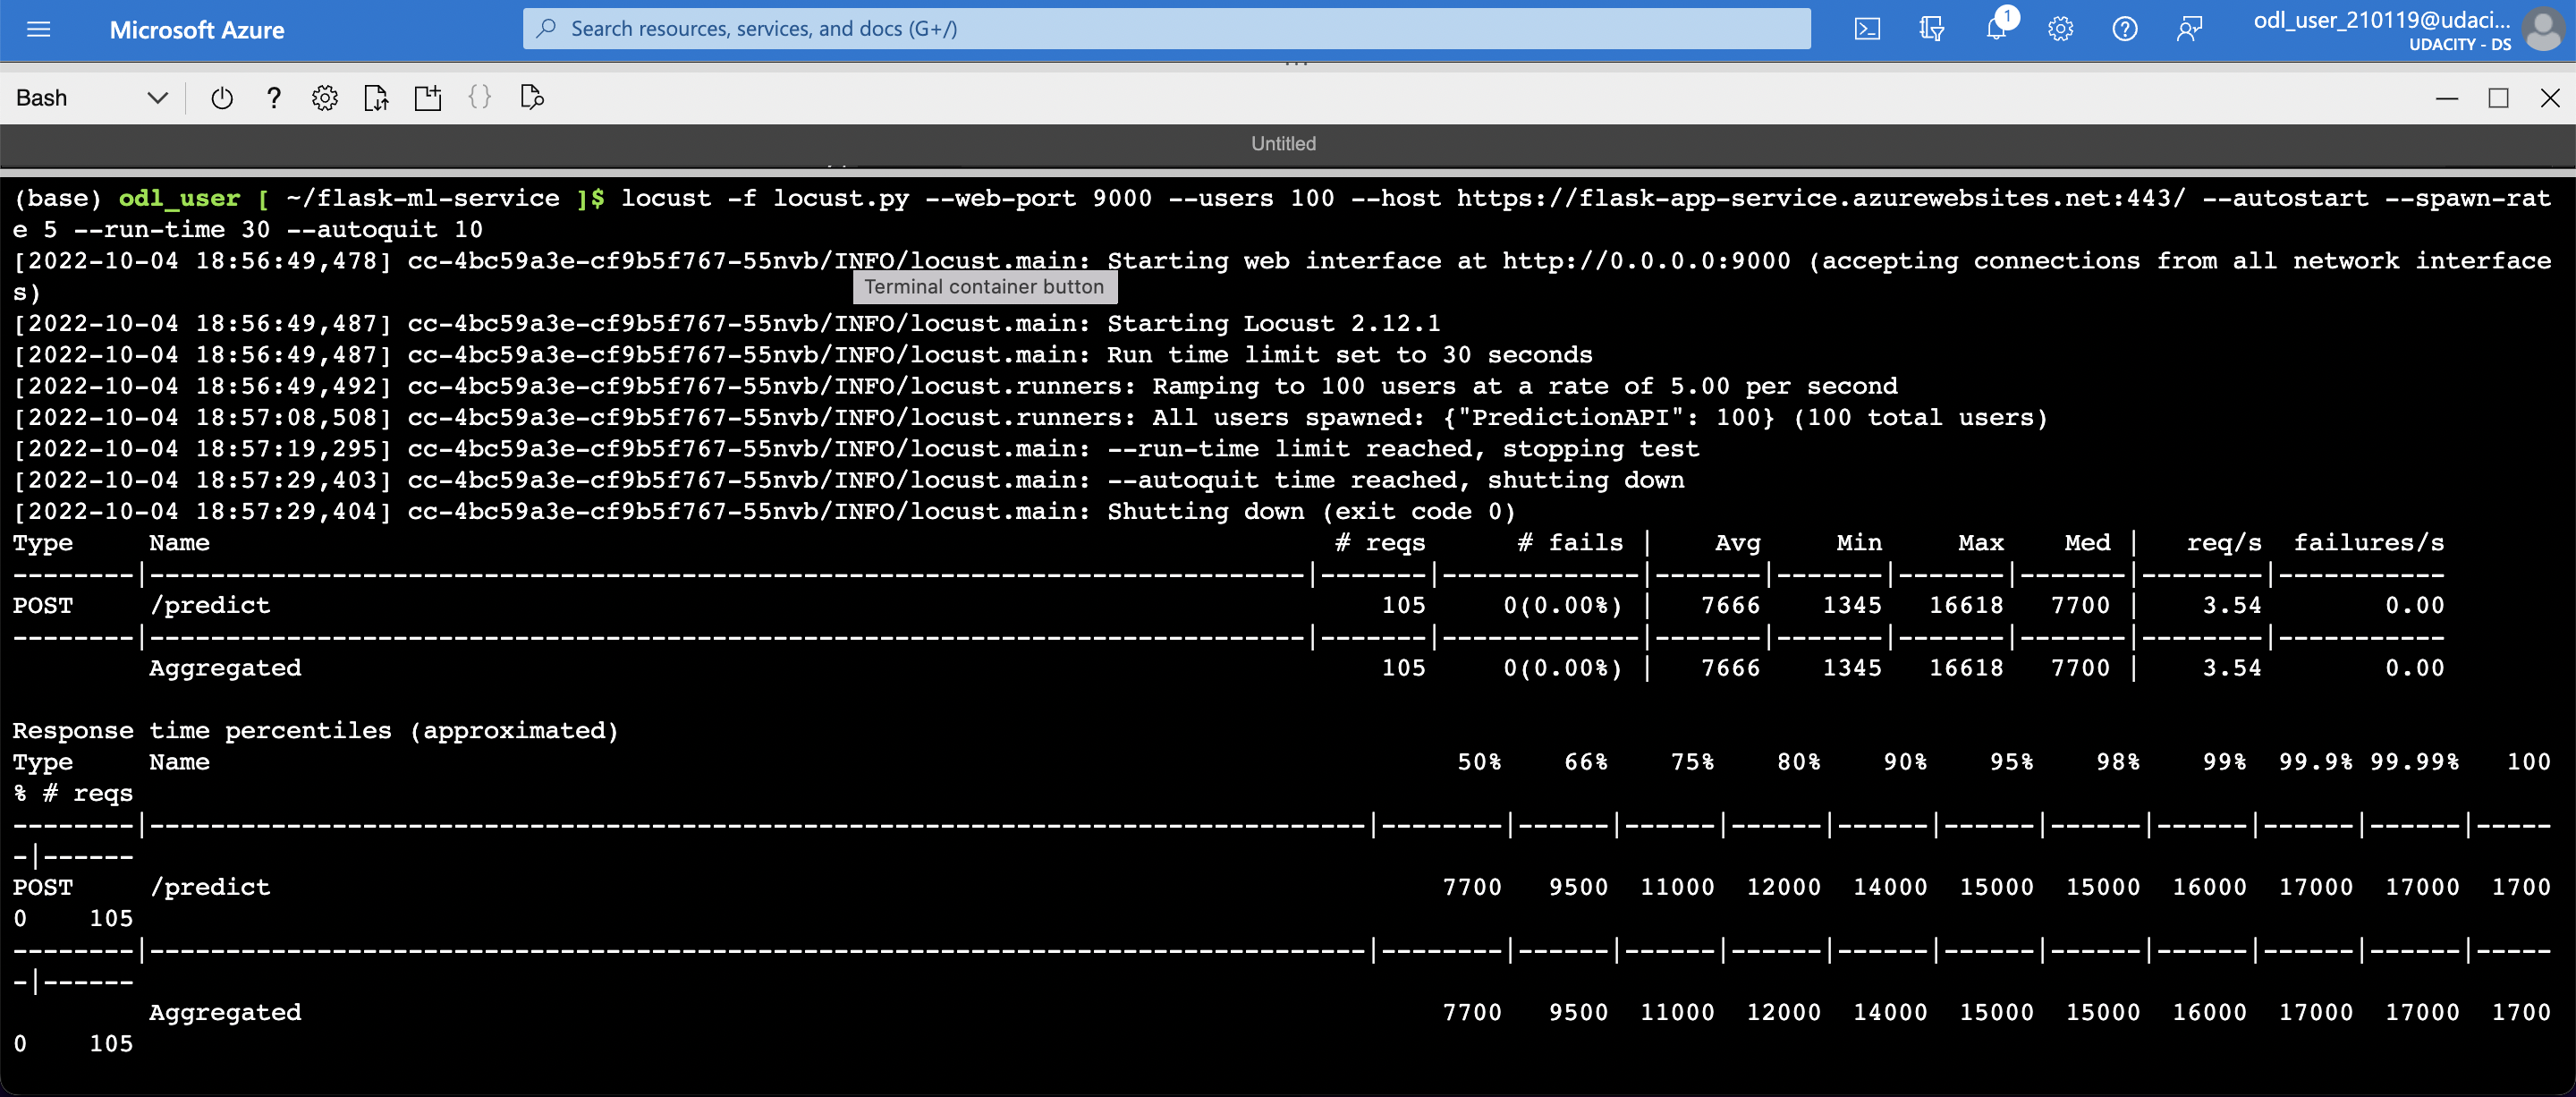 Microsoft Azure
Search resources, services, and docs (G+/)
1
odl_user_210119@udaci...
UDACITY - DS
Bash
Untitled
(base) odl_user [ ~/flask-ml-service ]$ locust -f locust.py --web-port 9000 --users 100 --host https://flask-app-service.azurewebsites.net:443/ --autostart --spawn-rat
e 5 --run-time 30 --autoquit 10
[2022-10-04 18:56:49,478] cc-4bc59a3e-cf9b5f767-55nvb/INFO/locust.main: Starting web interface at http://0.0.0.0:9000 (accepting connections from all network interface
s)
Terminal container button
[2022-10-04 18:56:49,487] cc-4bc59a3e-cf9b5f767-55nvb/INFO/locust.main: Starting Locust 2.12.1
[2022-10-04 18:56:49,487] cc-4bc59a3e-cf9b5f767-55nvb/INFO/locust.main: Run time limit set to 30 seconds
[2022-10-04 18:56:49,492] cc-4bc59a3e-cf9b5f767-55nvb/INFO/locust.runners: Ramping to 100 users at a rate of 5.00 per second
[2022-10-04 18:57:08,508] cc-4bc59a3e-cf9b5f767-55nvb/INFO/locust.runners: All users spawned: {"PredictionAPI": 100} (100 total users)
[2022-10-04 18:57:19,295] cc-4bc59a3e-cf9b5f767-55nvb/INFO/locust.main: --run-time limit reached, stopping test
[2022-10-04 18:57:29,403] cc-4bc59a3e-cf9b5f767-55nvb/INFO/locust.main: --autoquit time reached, shutting down
[2022-10-04 18:57:29,404] cc-4bc59a3e-cf9b5f767-55nvb/INFO/locust.main: Shutting down (exit code 0)
Type     Name     # reqs     # fails |     Avg     Min     Max     Med |     req/s  failures/s
--------|----------------------------------------------------------------------------|-------|-------------|-------|-------|-------|-------|--------|-----------
POST     /predict     105     0(0.00%) |     7666     1345     16618     7700 |     3.54     0.00
--------|----------------------------------------------------------------------------|-------|-------------|-------|-------|-------|-------|--------|-----------
Aggregated     105     0(0.00%) |     7666     1345     16618     7700 |     3.54     0.00
Response time percentiles (approximated)
Type     Name     50%     66%     75%     80%     90%     95%     98%     99%  99.9% 99.99%     100
% # reqs
--------|--------------------------------------------------------------------------------|--------|------|------|------|------|------|------|------|------|------|-----
-|------
POST     /predict     7700     9500     11000     12000     14000     15000     15000     16000     17000     17000     1700
0     105
--------|--------------------------------------------------------------------------------|--------|------|------|------|------|------|------|------|------|------|-----
-|------
Aggregated     7700     9500     11000     12000     14000     15000     15000     16000     17000     17000     1700
0     105